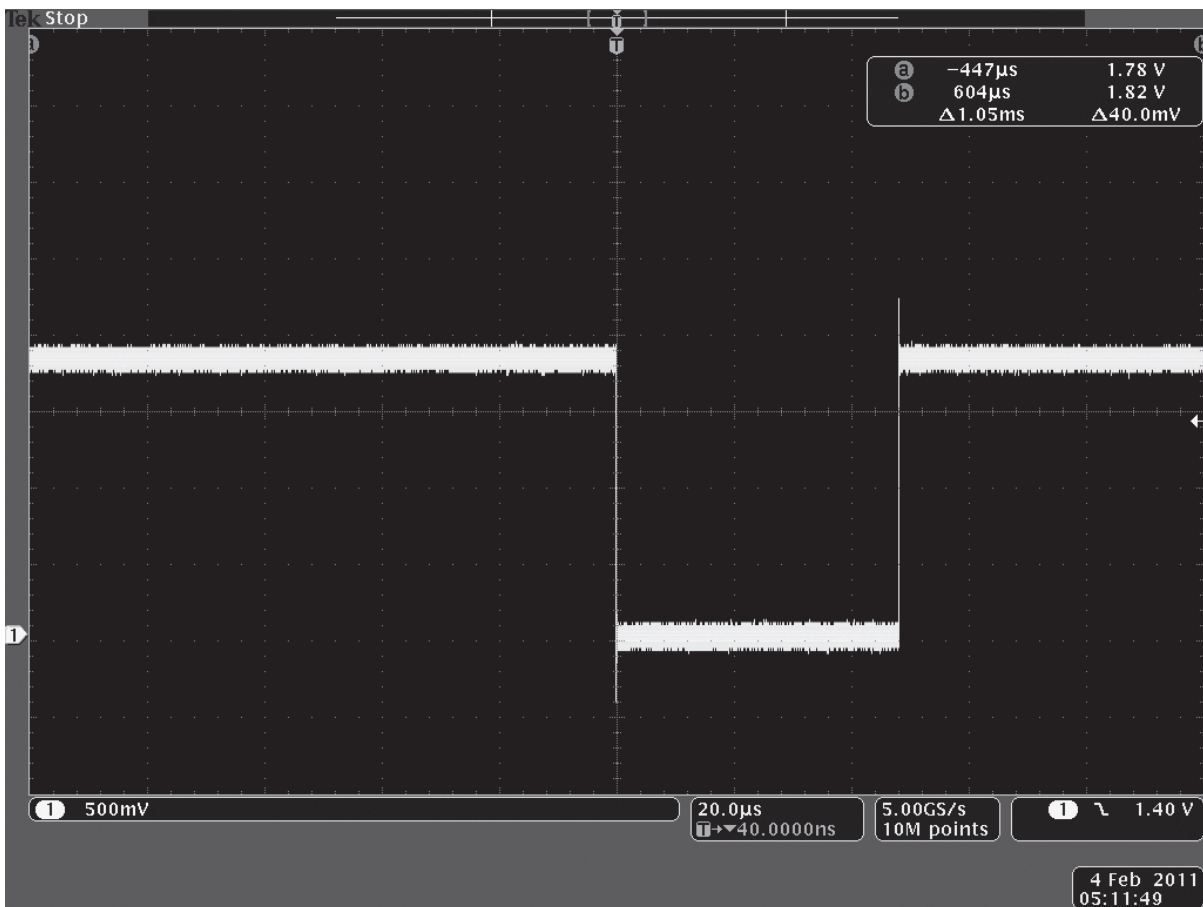 Tek Stop
T
a T b
a −447µs 1.78 V
b 604µs 1.82 V
Δ1.05ms Δ40.0mV
1
1 500mV
20.0µs
T→▼40.0000ns
5.00GS/s
10M points
1 1.40 V
4 Feb 2011
05:11:49